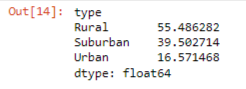 Out[14]: type
Rural 55.486282
Suburban 39.502714
Urban 16.571468
dtype: float64